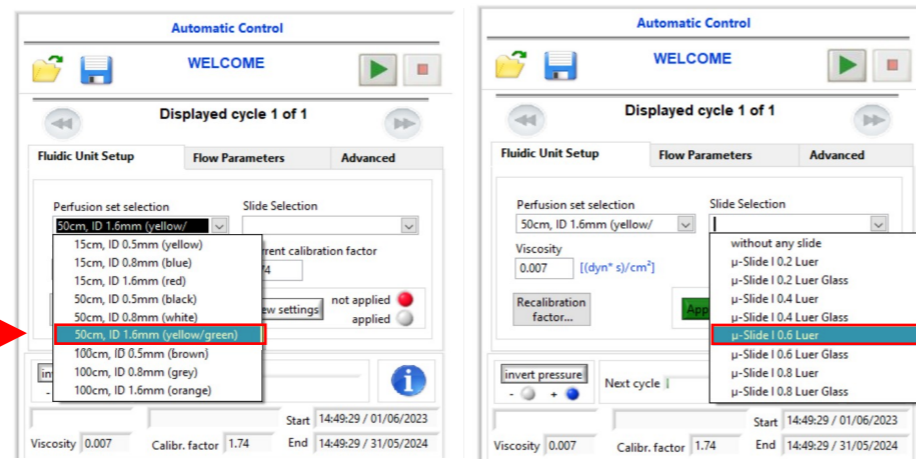 Automatic Control
WELCOME
Displayed cycle 1 of 1
Fluidic Unit Setup Flow Parameters Advanced
Perfusion set selection Slide Selection
50cm, ID 1.6mm (yellow/
15cm, ID 0.5mm (yellow)
15cm, ID 0.8mm (blue)
15cm, ID 1.6mm (red)
50cm, ID 0.5mm (black)
50cm, ID 0.8mm (white)
50cm, ID 1.6mm (yellow/green)
100cm, ID 0.5mm (brown)
100cm, ID 0.8mm (grey)
100cm, ID 1.6mm (orange)
calibration factor
settings not applied
applied
Start 14:49:29 / 01/06/2023
Viscosity 0.007 Calibr. factor 1.74 End 14:49:29 / 31/05/2024
Automatic Control
WELCOME
Displayed cycle 1 of 1
Fluidic Unit Setup Flow Parameters Advanced
Perfusion set selection Slide Selection
50cm, ID 1.6mm (yellow/
Viscosity
0.007 [(dyn* s)/cm²]
Recalibration
factor...
without any slide
µ-Slide I 0.2 Luer
µ-Slide I 0.2 Luer Glass
µ-Slide I 0.4 Luer
µ-Slide I 0.4 Luer Glass
µ-Slide I 0.6 Luer
µ-Slide I 0.6 Luer Glass
µ-Slide I 0.8 Luer
µ-Slide I 0.8 Luer Glass
invert pressure Next cycle
- +
Start 14:49:29 / 01/06/2023
Viscosity 0.007 Calibr. factor 1.74 End 14:49:29 / 31/05/2024